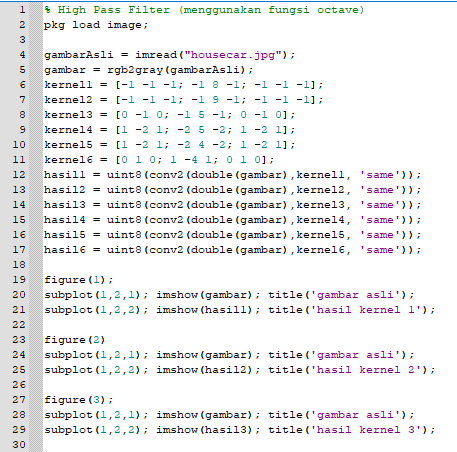 1 % High Pass Filter (menggunakan fungsi octave)
2 pkg load image;
3
4 gambarAsli = imread("housecar.jpg");
5 gambar = rgb2gray(gambarAsli);
6 kernel1 = [-1 -1 -1; -1 8 -1; -1 -1 -1];
7 kernel2 = [-1 -1 -1; -1 9 -1; -1 -1 -1];
8 kernel3 = [0 -1 0; -1 5 -1; 0 -1 0];
9 kernel4 = [1 -2 1; -2 5 -2; 1 -2 1];
10 kernel5 = [1 -2 1; -2 4 -2; 1 -2 1];
11 kernel6 = [0 1 0; 1 -4 1; 0 1 0];
12 hasil1 = uint8(conv2(double(gambar),kernel1, 'same'));
13 hasil2 = uint8(conv2(double(gambar),kernel2, 'same'));
14 hasil3 = uint8(conv2(double(gambar),kernel3, 'same'));
15 hasil4 = uint8(conv2(double(gambar),kernel4, 'same'));
16 hasil5 = uint8(conv2(double(gambar),kernel5, 'same'));
17 hasil6 = uint8(conv2(double(gambar),kernel6, 'same'));
18
19 figure(1);
20 subplot(1,2,1); imshow(gambar); title('gambar asli');
21 subplot(1,2,2); imshow(hasil1); title('hasil kernel 1');
22
23 figure(2)
24 subplot(1,2,1); imshow(gambar); title('gambar asli');
25 subplot(1,2,2); imshow(hasil2); title('hasil kernel 2');
26
27 figure(3);
28 subplot(1,2,1); imshow(gambar); title('gambar asli');
29 subplot(1,2,2); imshow(hasil3); title('hasil kernel 3');
30